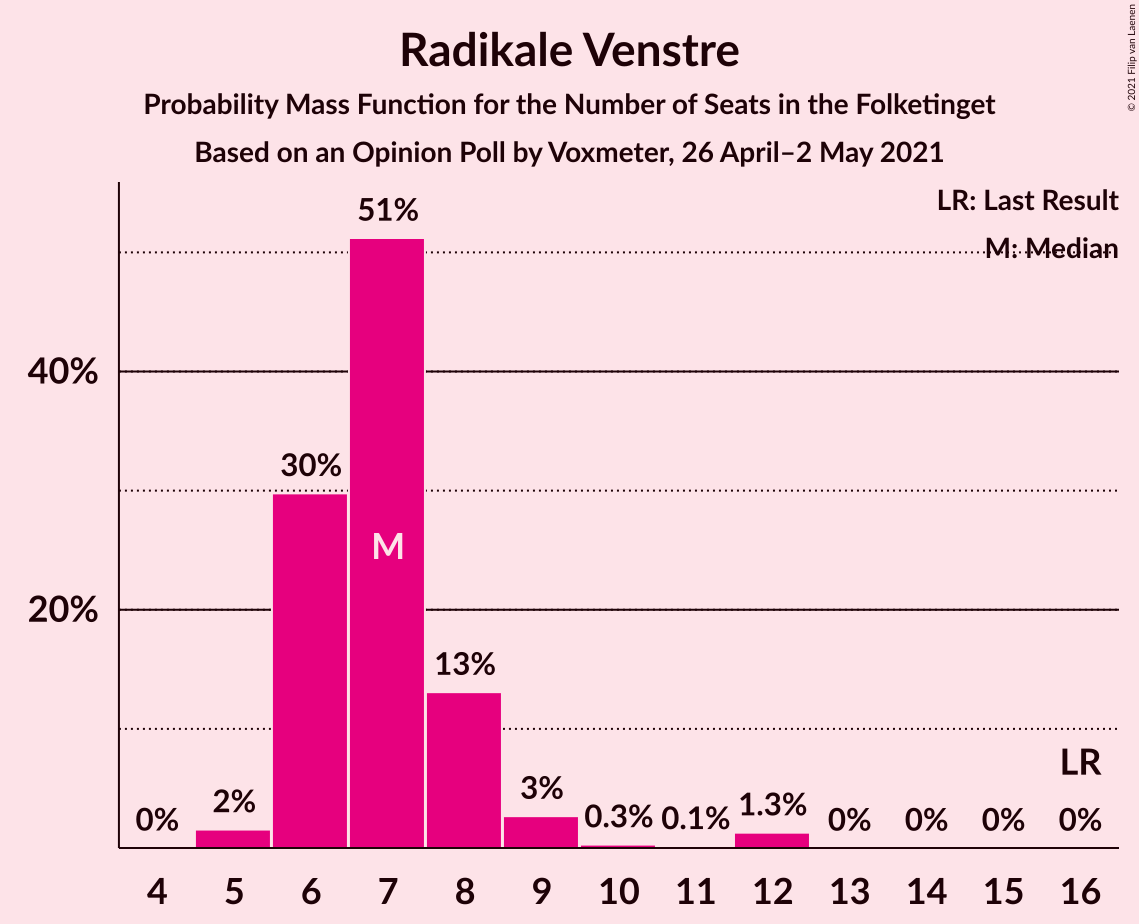 Radikale Venstre
Probability Mass Function for the Number of Seats in the Folketinget
Based on an Opinion Poll by Voxmeter, 26 April–2 May 2021
© 2021 Filip van Laenen
LR: Last Result
M: Median
51%
40%
30%
M
20%
13%
LR
0% 2% 3% 0.3% 0.1% 1.3% 0% 0% 0% 0%
4 5 6 7 8 9 10 11 12 13 14 15 16